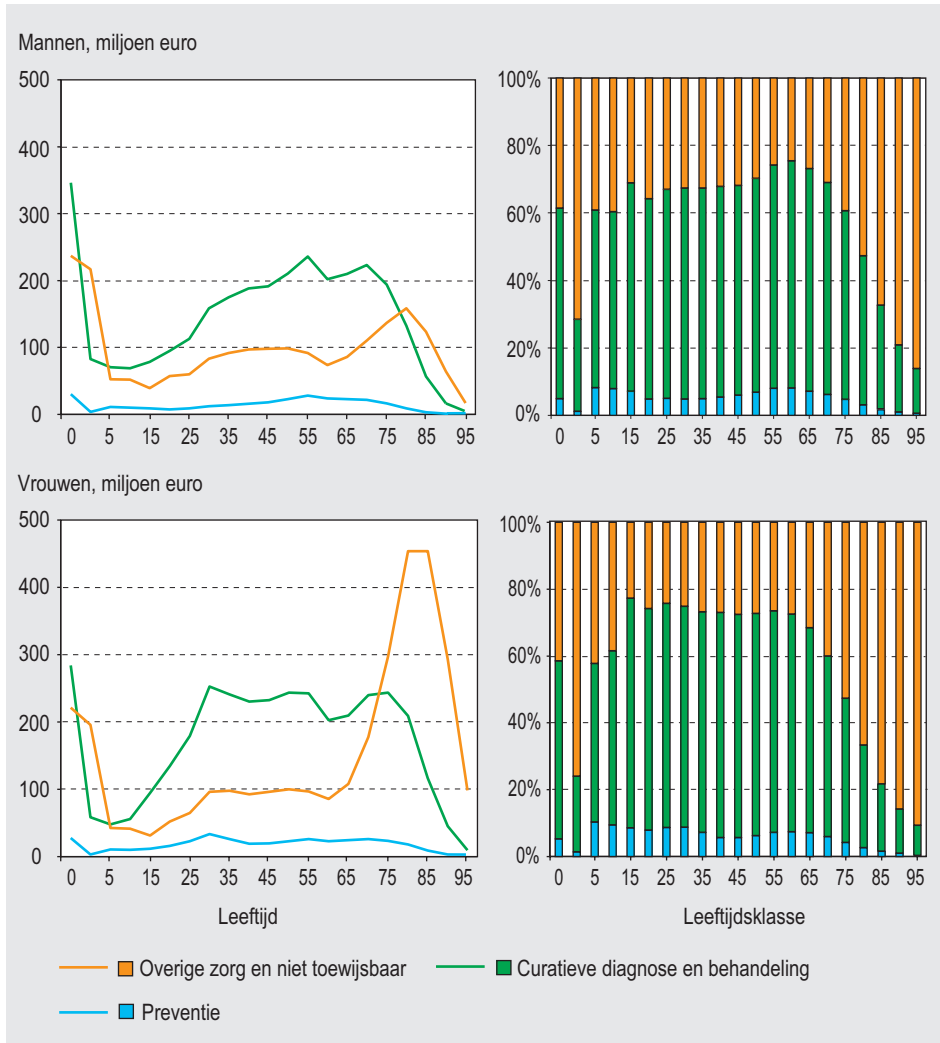 Mannen, miljoen euro
500
400
300
200
100
0
0 5 15 25 35 45 55 65 75 85 95
100%
80%
60%
40%
20%
0%
0 5 15 25 35 45 55 65 75 85 95
Vrouwen, miljoen euro
500
400
300
200
100
0
0 5 15 25 35 45 55 65 75 85 95
Leeftijd
100%
80%
60%
40%
20%
0%
0 5 15 25 35 45 55 65 75 85 95
Leeftijdsklasse
Overige zorg en niet toewijsbaar
Curatieve diagnose en behandeling
Preventie